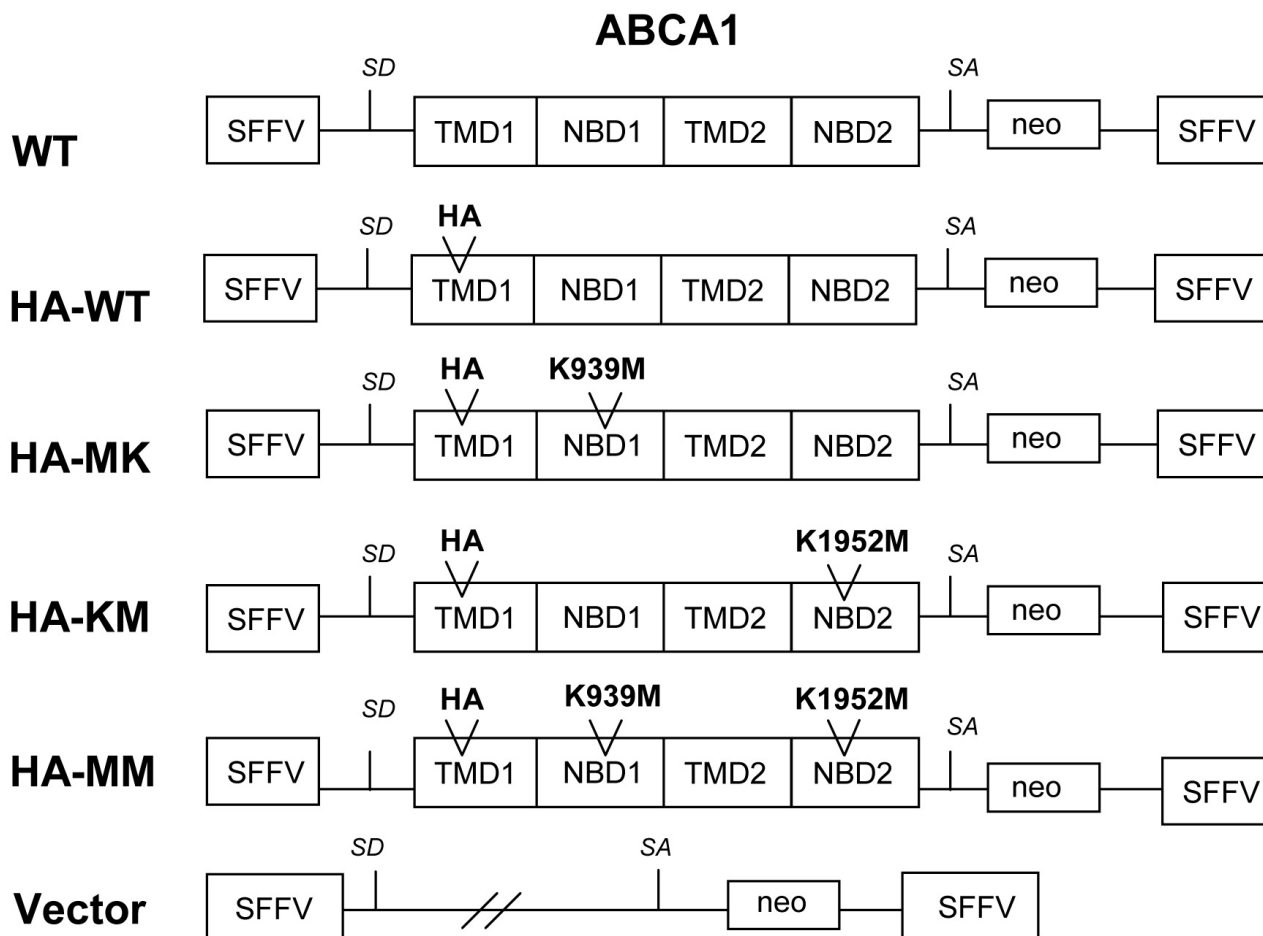 ABCA1
SD SA
WT SFFV TMD1 NBD1 TMD2 NBD2 neo SFFV
HA
SD SA
HA-WT SFFV TMD1 NBD1 TMD2 NBD2 neo SFFV
HA K939M
SD SA
HA-MK SFFV TMD1 NBD1 TMD2 NBD2 neo SFFV
HA K1952M
SD SA
HA-KM SFFV TMD1 NBD1 TMD2 NBD2 neo SFFV
HA K939M K1952M
SD SA
HA-MM SFFV TMD1 NBD1 TMD2 NBD2 neo SFFV
SD SA
Vector SFFV neo SFFV